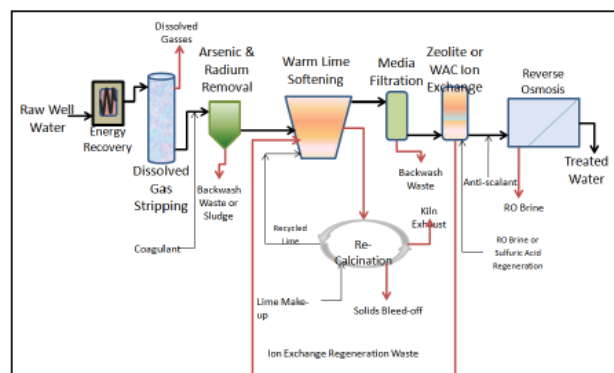 Dissolved
Gasses
Arsenic &
Radium
Removal
Warm Lime
Softening
Media
Filtration
Zeolite or
WAC Ion
Exchange
Reverse
Osmosis
Raw Well
Water
Energy
Recovery
Dissolved
Gas
Stripping
Backwash
Waste or
Sludge
Coagulant
Backwash
Waste
Anti-scalant
Treated
Water
RO Brine
Kiln
Exhaust
Recycled
Lime
Re-
Calcination
RO Brine or
Sulfuric Acid
Regeneration
Lime Make-
up
Solids Bleed-off
Ion Exchange Regeneration Waste